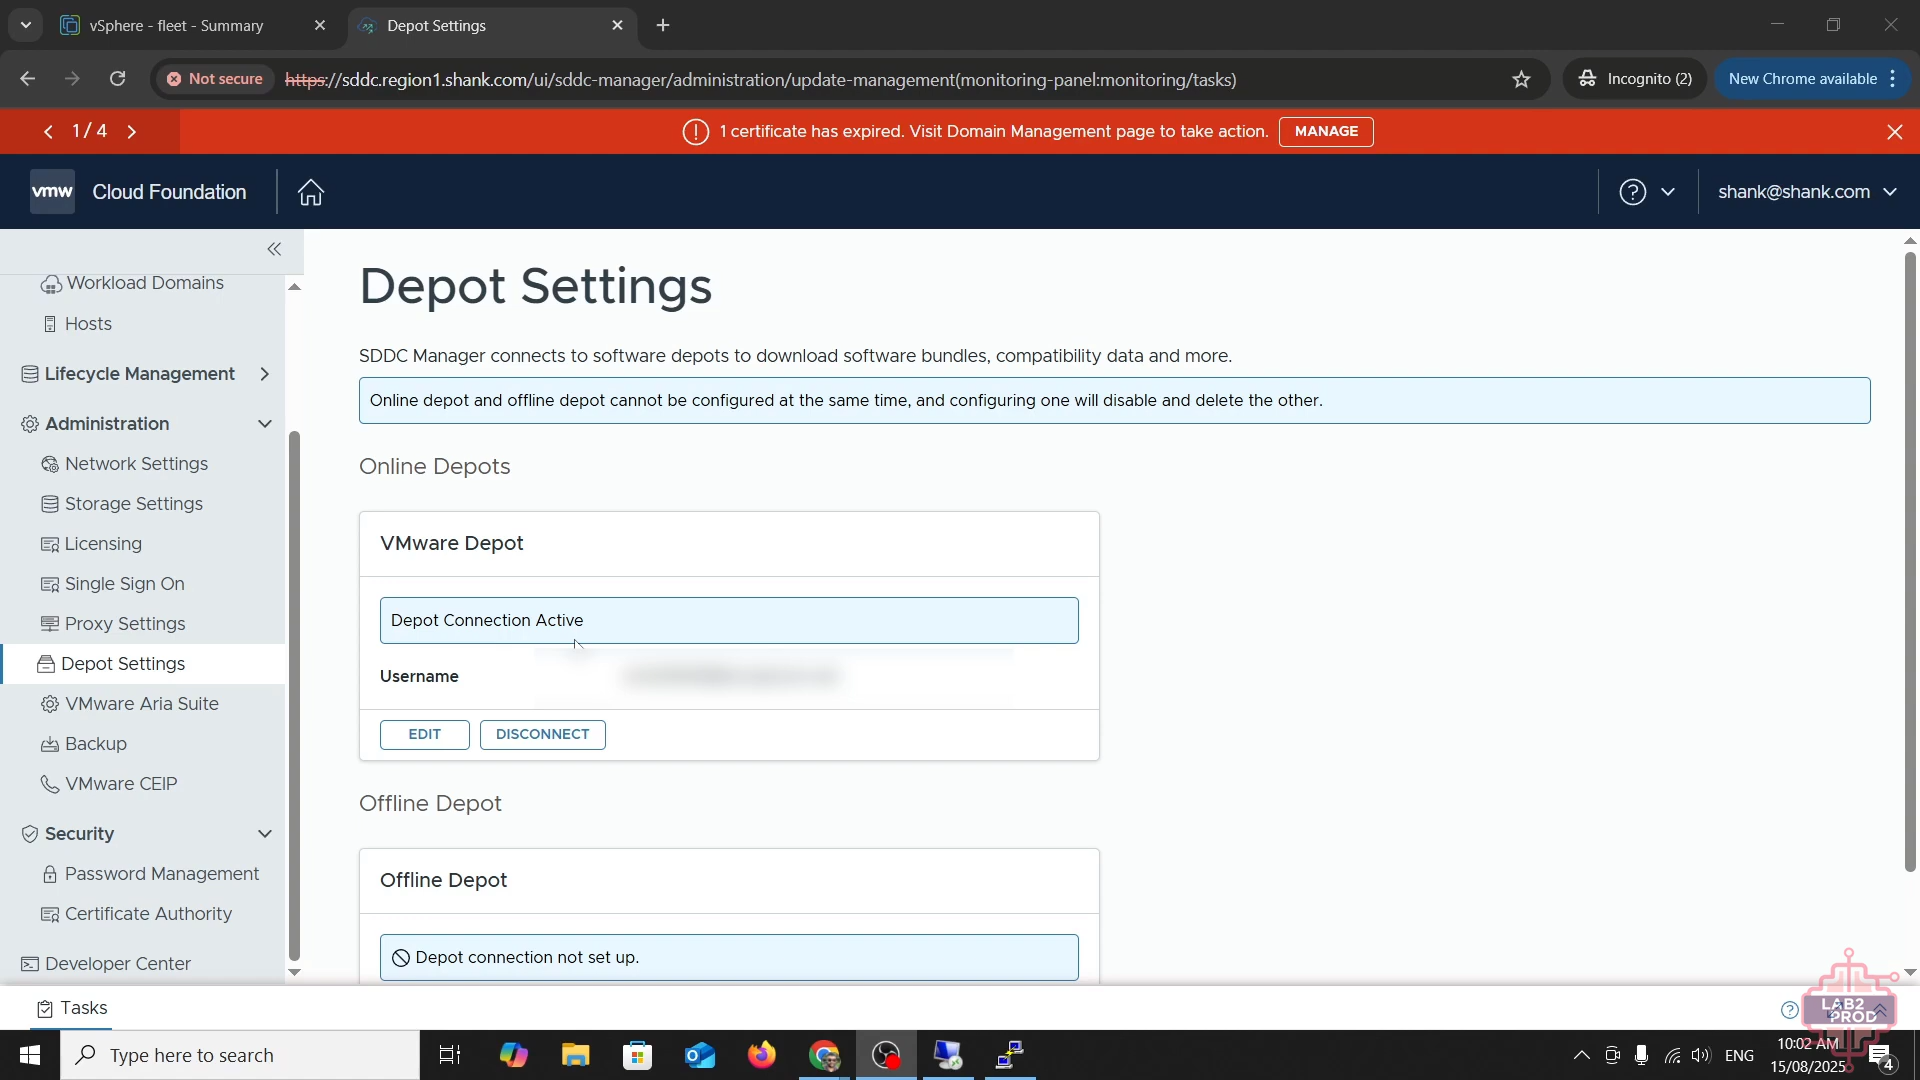 vSphere - fleet - Summary
Depot Settings
Not secure
https://sddc.region1.shank.com/ui/sddc-manager/administration/update-management(monitoring-panel:monitoring/tasks)
Incognito (2)
New Chrome available
1 / 4
1 certificate has expired. Visit Domain Management page to take action.
MANAGE
vmw
Cloud Foundation
shank@shank.com
Workload Domains
Hosts
Lifecycle Management
Administration
Network Settings
Storage Settings
Licensing
Single Sign On
Proxy Settings
Depot Settings
VMware Aria Suite
Backup
VMware CEIP
Security
Password Management
Certificate Authority
Developer Center
Depot Settings
SDDC Manager connects to software depots to download software bundles, compatibility data and more.
Online depot and offline depot cannot be configured at the same time, and configuring one will disable and delete the other.
Online Depots
VMware Depot
Depot Connection Active
Username
EDIT
DISCONNECT
Offline Depot
Offline Depot
Depot connection not set up.
Tasks
LAB2
PROD
Type here to search
ENG
10:02 AM
15/08/2025
4